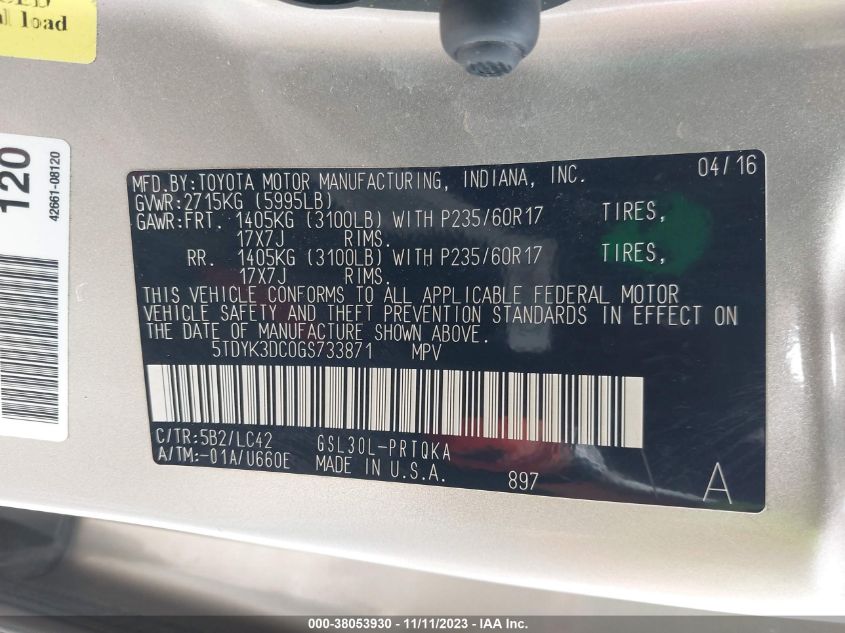 al load
120
42661-08120
04/16
MFD.BY:TOYOTA MOTOR MANUFACTURING, INDIANA, INC.
GVWR:2715KG (5995LB)
GAWR:FRT. 1405KG (3100LB) WITH P235/60R17 TIRES,
17X7J RIMS.
RR. 1405KG (3100LB) WITH P235/60R17 TIRES,
17X7J RIMS.
THIS VEHICLE CONFORMS TO ALL APPLICABLE FEDERAL MOTOR
VEHICLE SAFETY AND THEFT PREVENTION STANDARDS IN EFFECT ON
THE DATE OF MANUFACTURE SHOWN ABOVE.
5TDYK3DC0GS733871 MPV
C/TR:5B2/LC42 GSL30L-PRTQKA
A/TM:-01A/U660E MADE IN U.S.A. 897 A
000-38053930 - 11/11/2023 - IAA Inc.